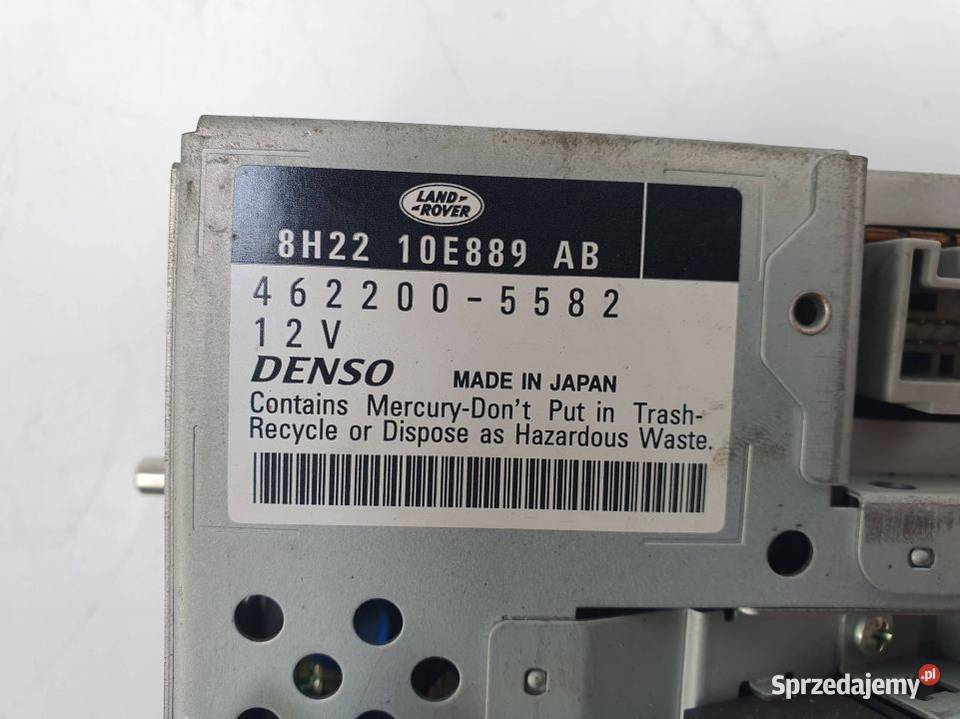 LAND-
-ROVER
8H22 10E889 AB
462200-5582
12V
DENSO MADE IN JAPAN
Contains Mercury-Don't Put in Trash-
Recycle or Dispose as Hazardous Waste.
Sprzedajemy.pl